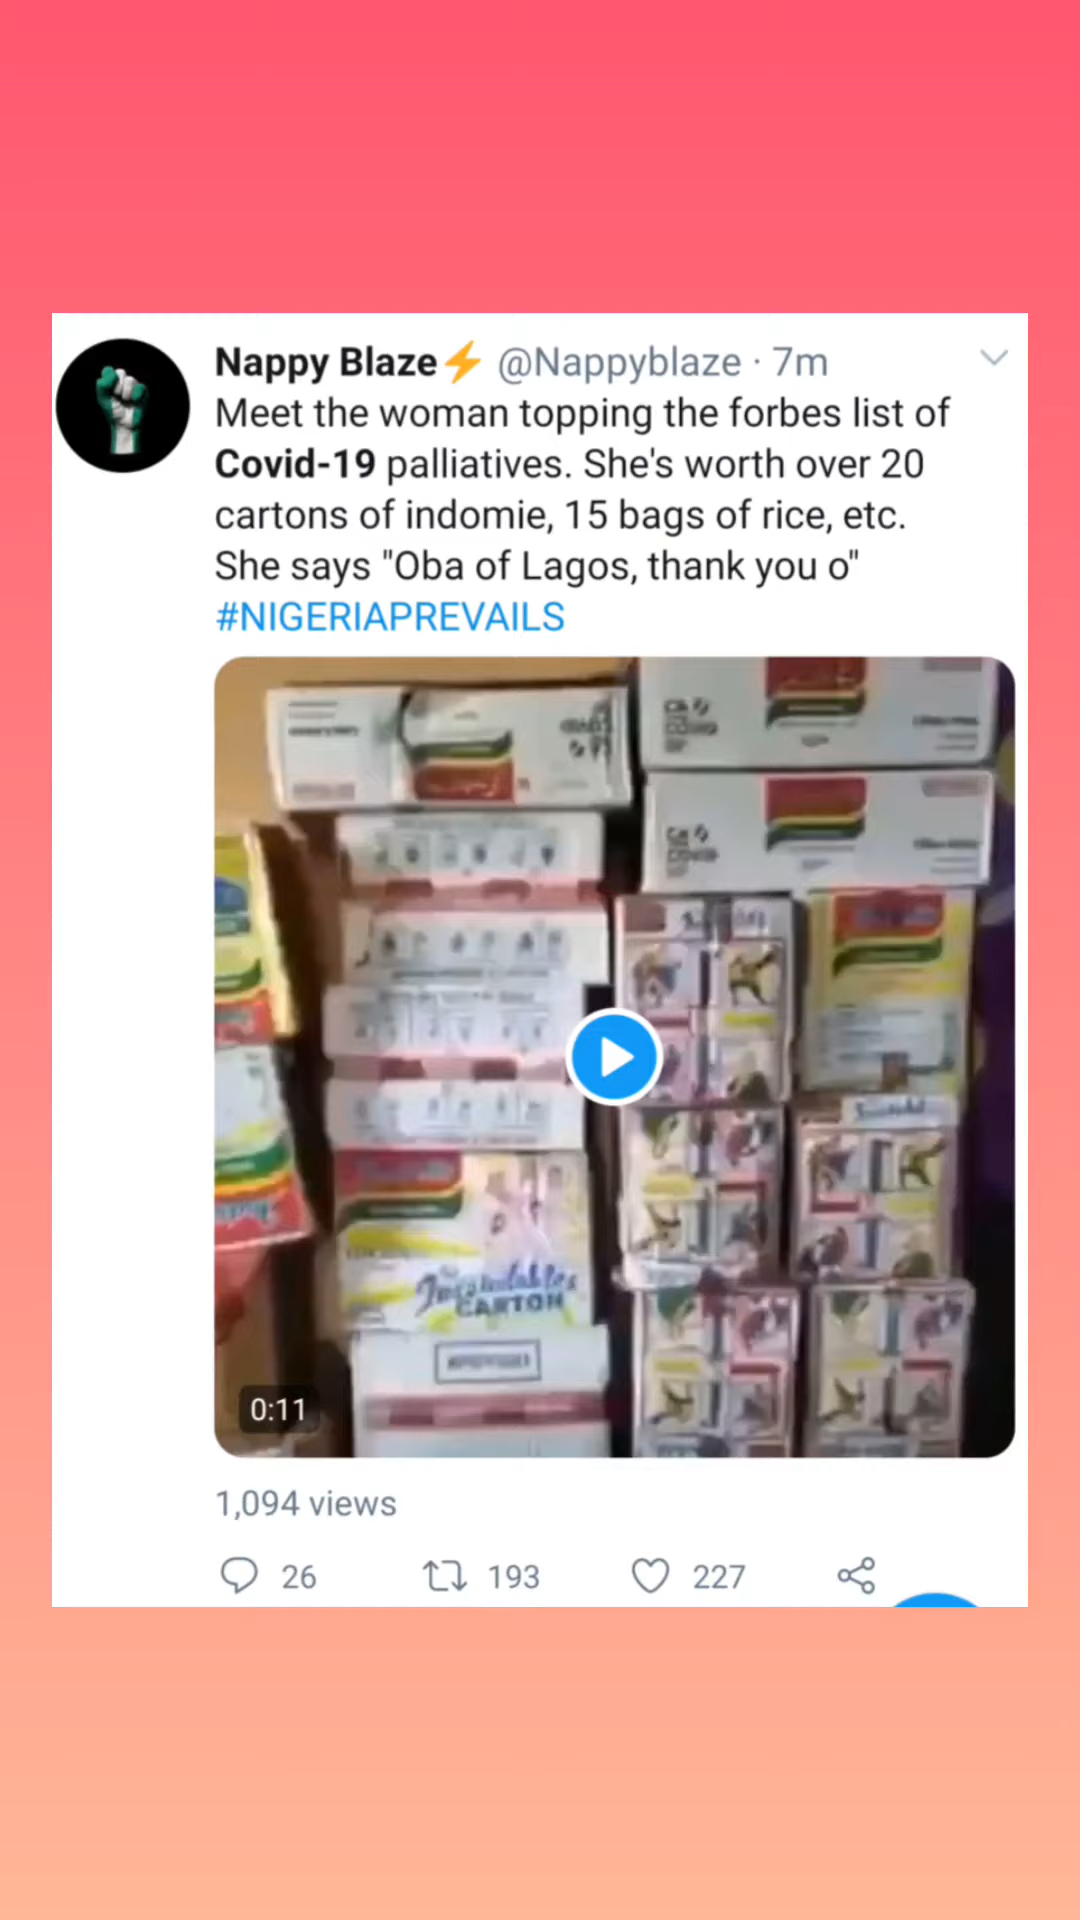 Nappy Blaze⚡ @Nappyblaze · 7m
Meet the woman topping the forbes list of
Covid-19 palliatives. She's worth over 20
cartons of indomie, 15 bags of rice, etc.
She says "Oba of Lagos, thank you o"
#NIGERIAPREVAILS
CARTON
0:11
1,094 views
26 193 227